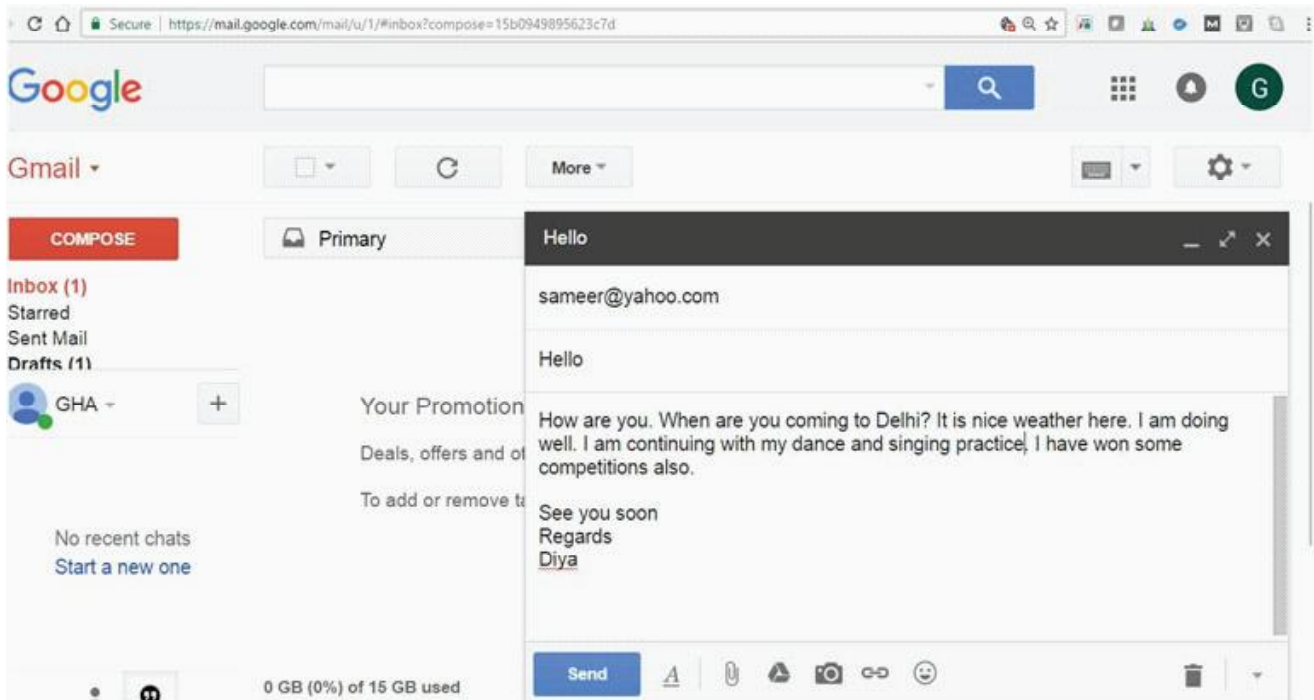 Secure | https://mail.google.com/mail/u/1/#inbox?compose=15b0949895623c7d
Google
G
Gmail
More
COMPOSE
Primary
Inbox (1)
Starred
Sent Mail
Drafts (1)
GHA
+
Your Promotion
Deals, offers and ot
To add or remove ta
No recent chats
Start a new one
0 GB (0%) of 15 GB used
Hello
sameer@yahoo.com
Hello
How are you. When are you coming to Delhi? It is nice weather here. I am doing
well. I am continuing with my dance and singing practice. I have won some
competitions also.
See you soon
Regards
Diya
Send
A